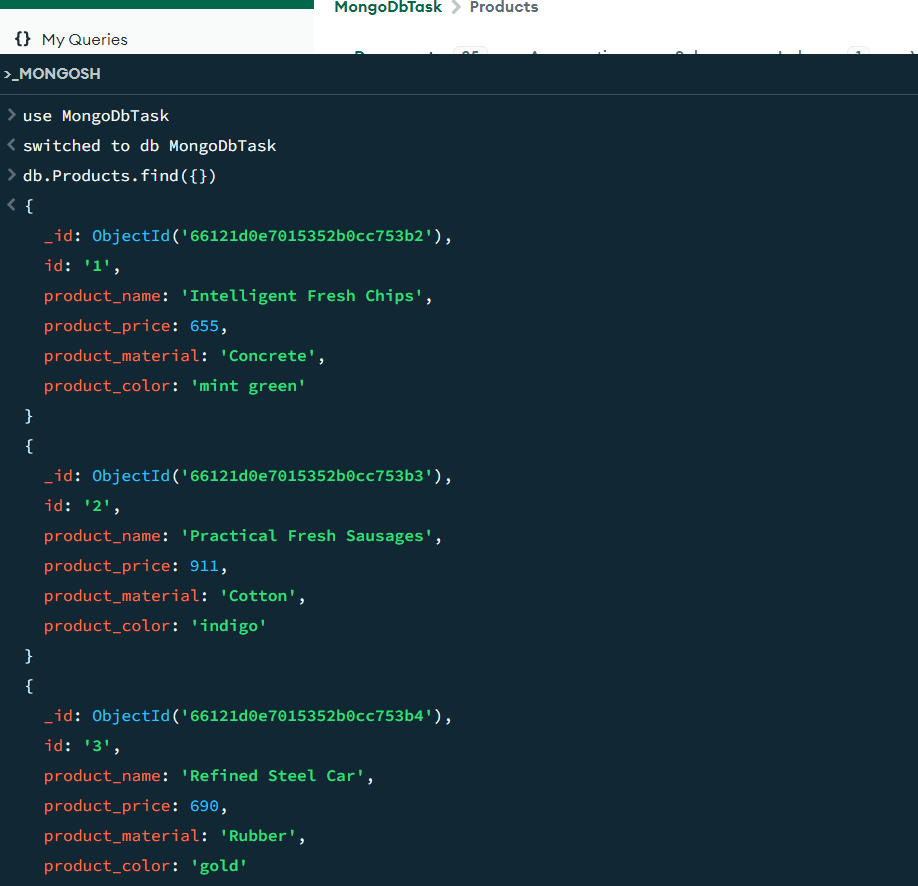 MongoDbTask > Products
{} My Queries
>_MONGOSH
> use MongoDbTask
< switched to db MongoDbTask
> db.Products.find({})
< {
_id: ObjectId('66121d0e7015352b0cc753b2'),
id: '1',
product_name: 'Intelligent Fresh Chips',
product_price: 655,
product_material: 'Concrete',
product_color: 'mint green'
}
{
_id: ObjectId('66121d0e7015352b0cc753b3'),
id: '2',
product_name: 'Practical Fresh Sausages',
product_price: 911,
product_material: 'Cotton',
product_color: 'indigo'
}
{
_id: ObjectId('66121d0e7015352b0cc753b4'),
id: '3',
product_name: 'Refined Steel Car',
product_price: 690,
product_material: 'Rubber',
product_color: 'gold'